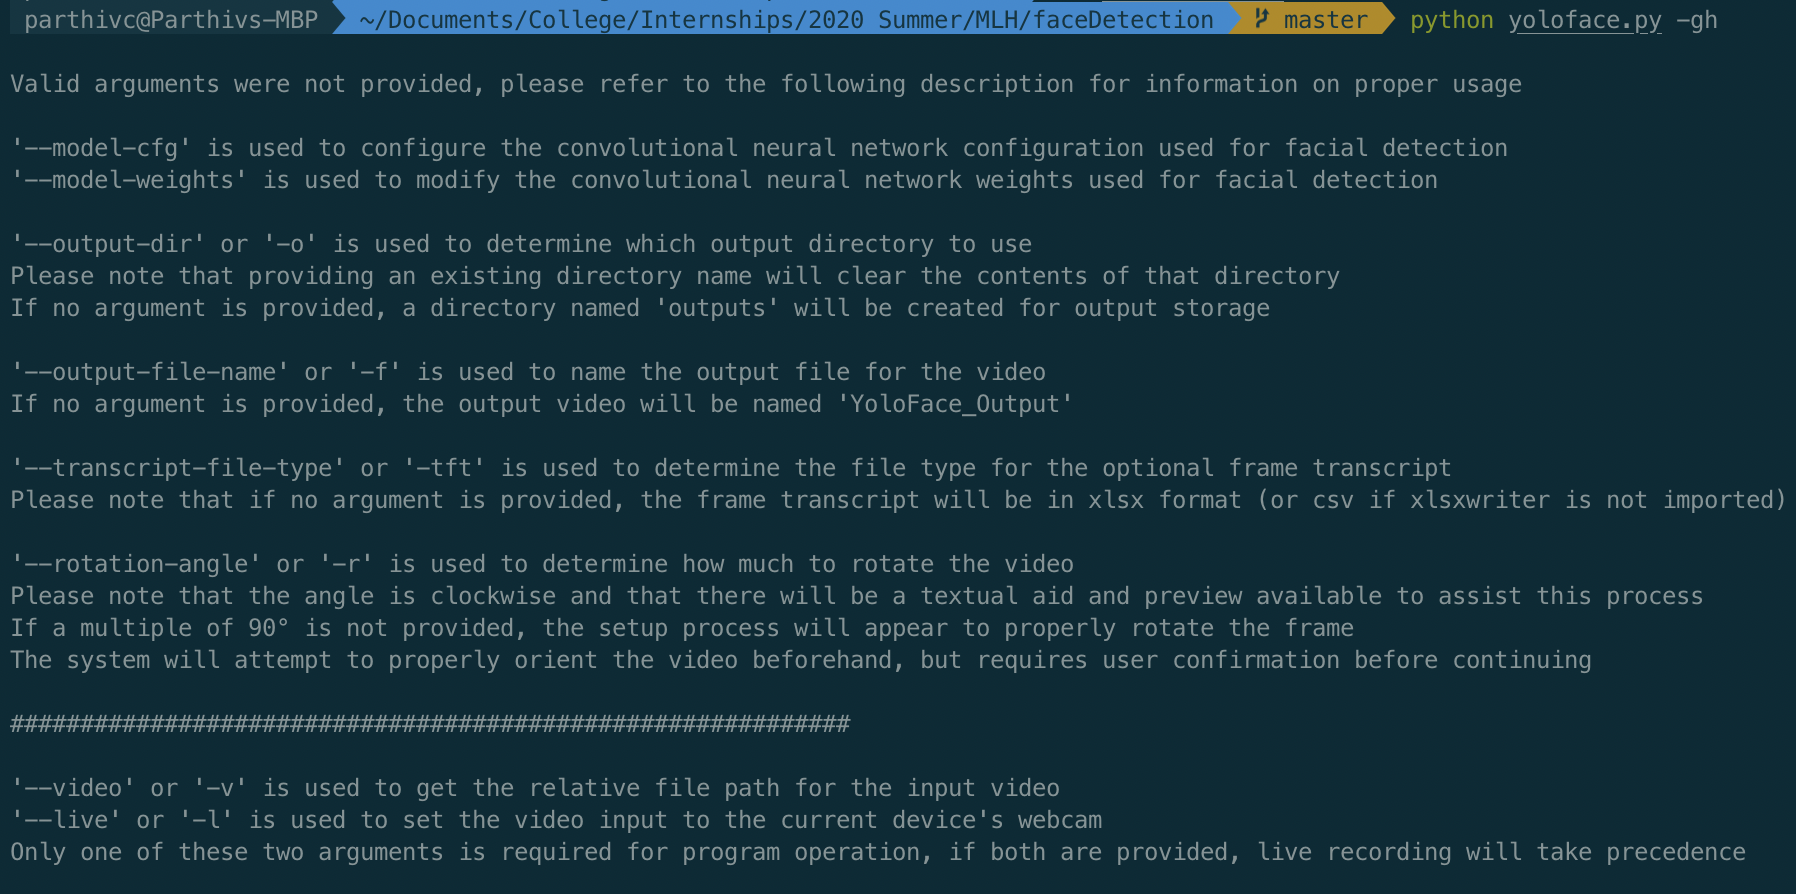 parthivc@Parthivs-MBP ~/Documents/College/Internships/2020 Summer/MLH/faceDetection master python yoloface.py -gh
Valid arguments were not provided, please refer to the following description for information on proper usage
'--model-cfg' is used to configure the convolutional neural network configuration used for facial detection
'--model-weights' is used to modify the convolutional neural network weights used for facial detection
'--output-dir' or '-o' is used to determine which output directory to use
Please note that providing an existing directory name will clear the contents of that directory
If no argument is provided, a directory named 'outputs' will be created for output storage
'--output-file-name' or '-f' is used to name the output file for the video
If no argument is provided, the output video will be named 'YoloFace_Output'
'--transcript-file-type' or '-tft' is used to determine the file type for the optional frame transcript
Please note that if no argument is provided, the frame transcript will be in xlsx format (or csv if xlsxwriter is not imported)
'--rotation-angle' or '-r' is used to determine how much to rotate the video
Please note that the angle is clockwise and that there will be a textual aid and preview available to assist this process
If a multiple of 90° is not provided, the setup process will appear to properly rotate the frame
The system will attempt to properly orient the video beforehand, but requires user confirmation before continuing
############################################################
'--video' or '-v' is used to get the relative file path for the input video
'--live' or '-l' is used to set the video input to the current device's webcam
Only one of these two arguments is required for program operation, if both are provided, live recording will take precedence